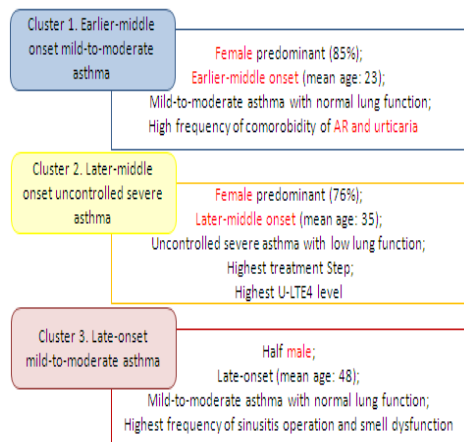 Cluster 1. Earlier-middle
onset mild-to-moderate
asthma
Female predominant (85%);
Earlier-middle onset (mean age: 23);
Mild-to-moderate asthma with normal lung function;
High frequency of comorbidity of AR and urticaria
Cluster 2. Later-middle
onset uncontrolled severe
asthma
Female predominant (76%);
Later-middle onset (mean age: 35);
Uncontrolled severe asthma with low lung function;
Highest treatment Step;
Highest U-LTE4 level
Cluster 3. Late-onset
mild-to-moderate asthma
Half male;
Late-onset (mean age: 48);
Mild-to-moderate asthma with normal lung function;
Highest frequency of sinusitis operation and smell dysfunction